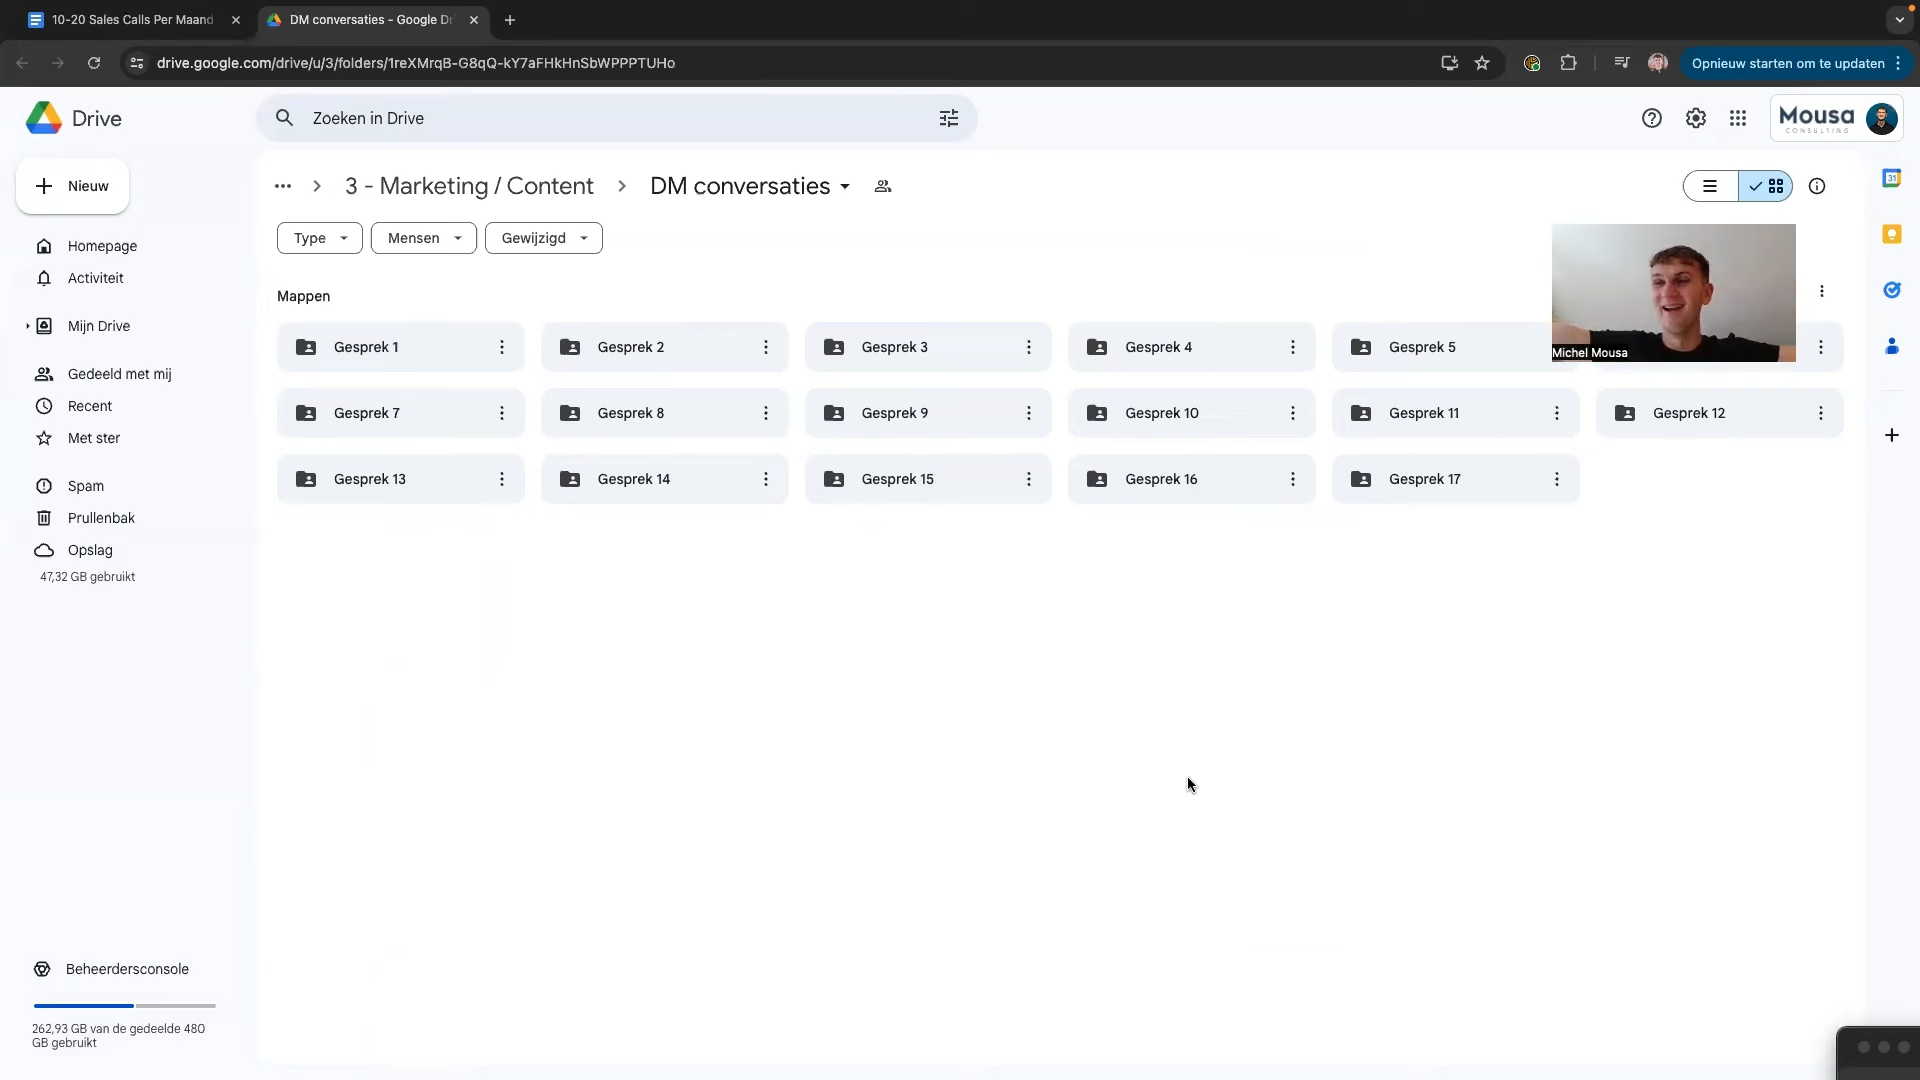 10-20 Sales Calls Per Maand
DM conversaties - Google Dr
drive.google.com/drive/u/3/folders/1reXMrqB-G8qQ-kY7aFHkHnSbWPPPTUHo
Opnieuw starten om te updaten
Drive
Zoeken in Drive
Mousa
CONSULTING
Nieuw
3 - Marketing / Content
DM conversaties
31
Type
Mensen
Gewijzigd
Homepage
Activiteit
Mijn Drive
Gedeeld met mij
Recent
Met ster
Spam
Prullenbak
Opslag
47,32 GB gebruikt
Mappen
Gesprek 1
Gesprek 2
Gesprek 3
Gesprek 4
Gesprek 5
Michel Mousa
Gesprek 7
Gesprek 8
Gesprek 9
Gesprek 10
Gesprek 11
Gesprek 12
Gesprek 13
Gesprek 14
Gesprek 15
Gesprek 16
Gesprek 17
Beheerdersconsole
262,93 GB van de gedeelde 480
GB gebruikt